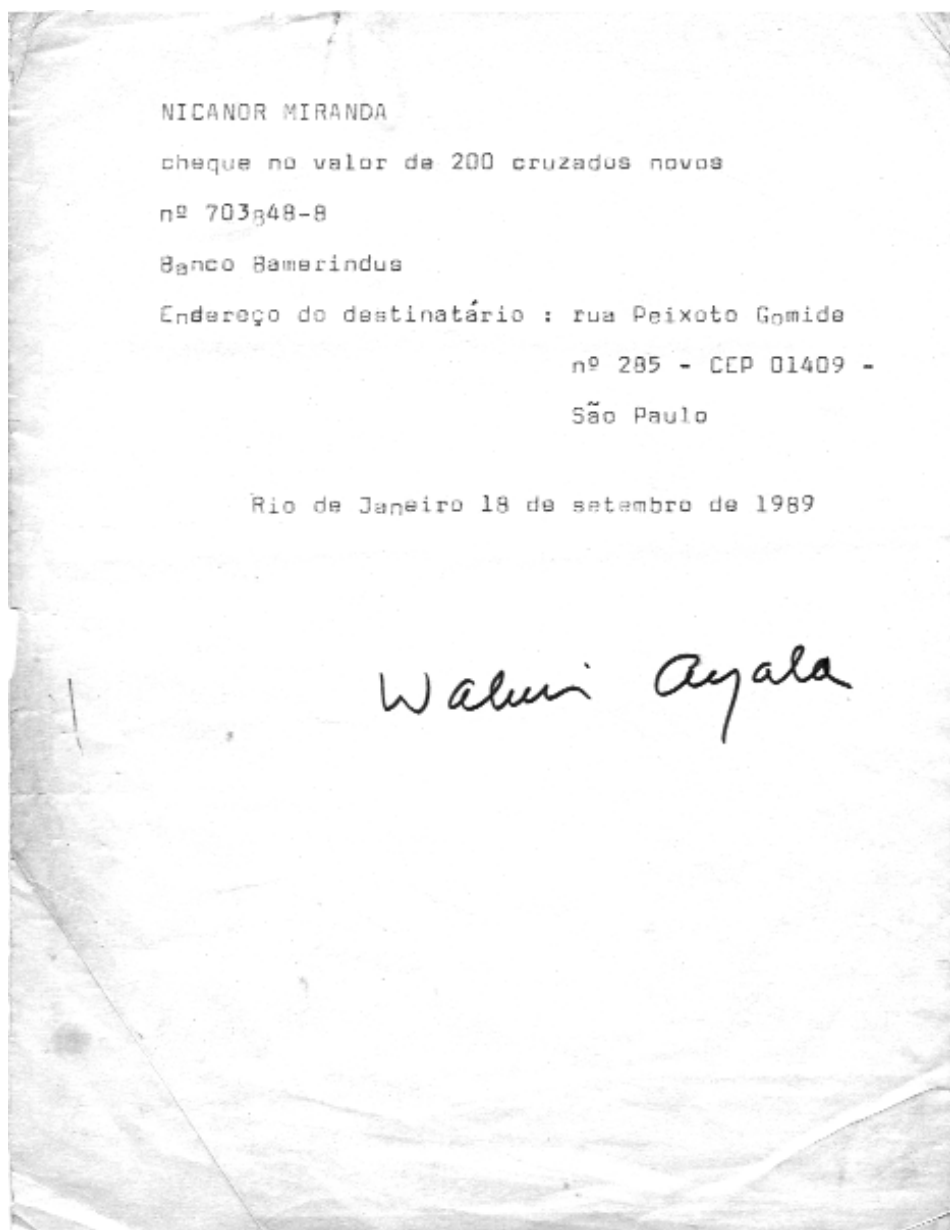 NICANOR MIRANDA
cheque no valor de 200 cruzados novos
nº 703848-8
Banco Bamerindus
Endereço do destinatário : rua Peixoto Gomide
nº 285 - CEP 01409 -
São Paulo
Rio de Janeiro 18 de setembro de 1989
Walmir Ayala